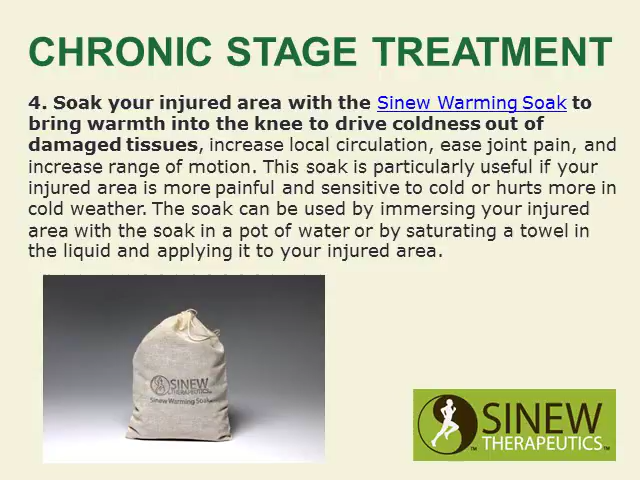 CHRONIC STAGE TREATMENT
4. Soak your injured area with the Sinew Warming Soak to
bring warmth into the knee to drive coldness out of
damaged tissues, increase local circulation, ease joint pain, and
increase range of motion. This soak is particularly useful if your
injured area is more painful and sensitive to cold or hurts more in
cold weather. The soak can be used by immersing your injured
area with the soak in a pot of water or by saturating a towel in
the liquid and applying it to your injured area.
SINEW
THERAPEUTICS
Sinew Warming Soak
SINEW
™ THERAPEUTICS™